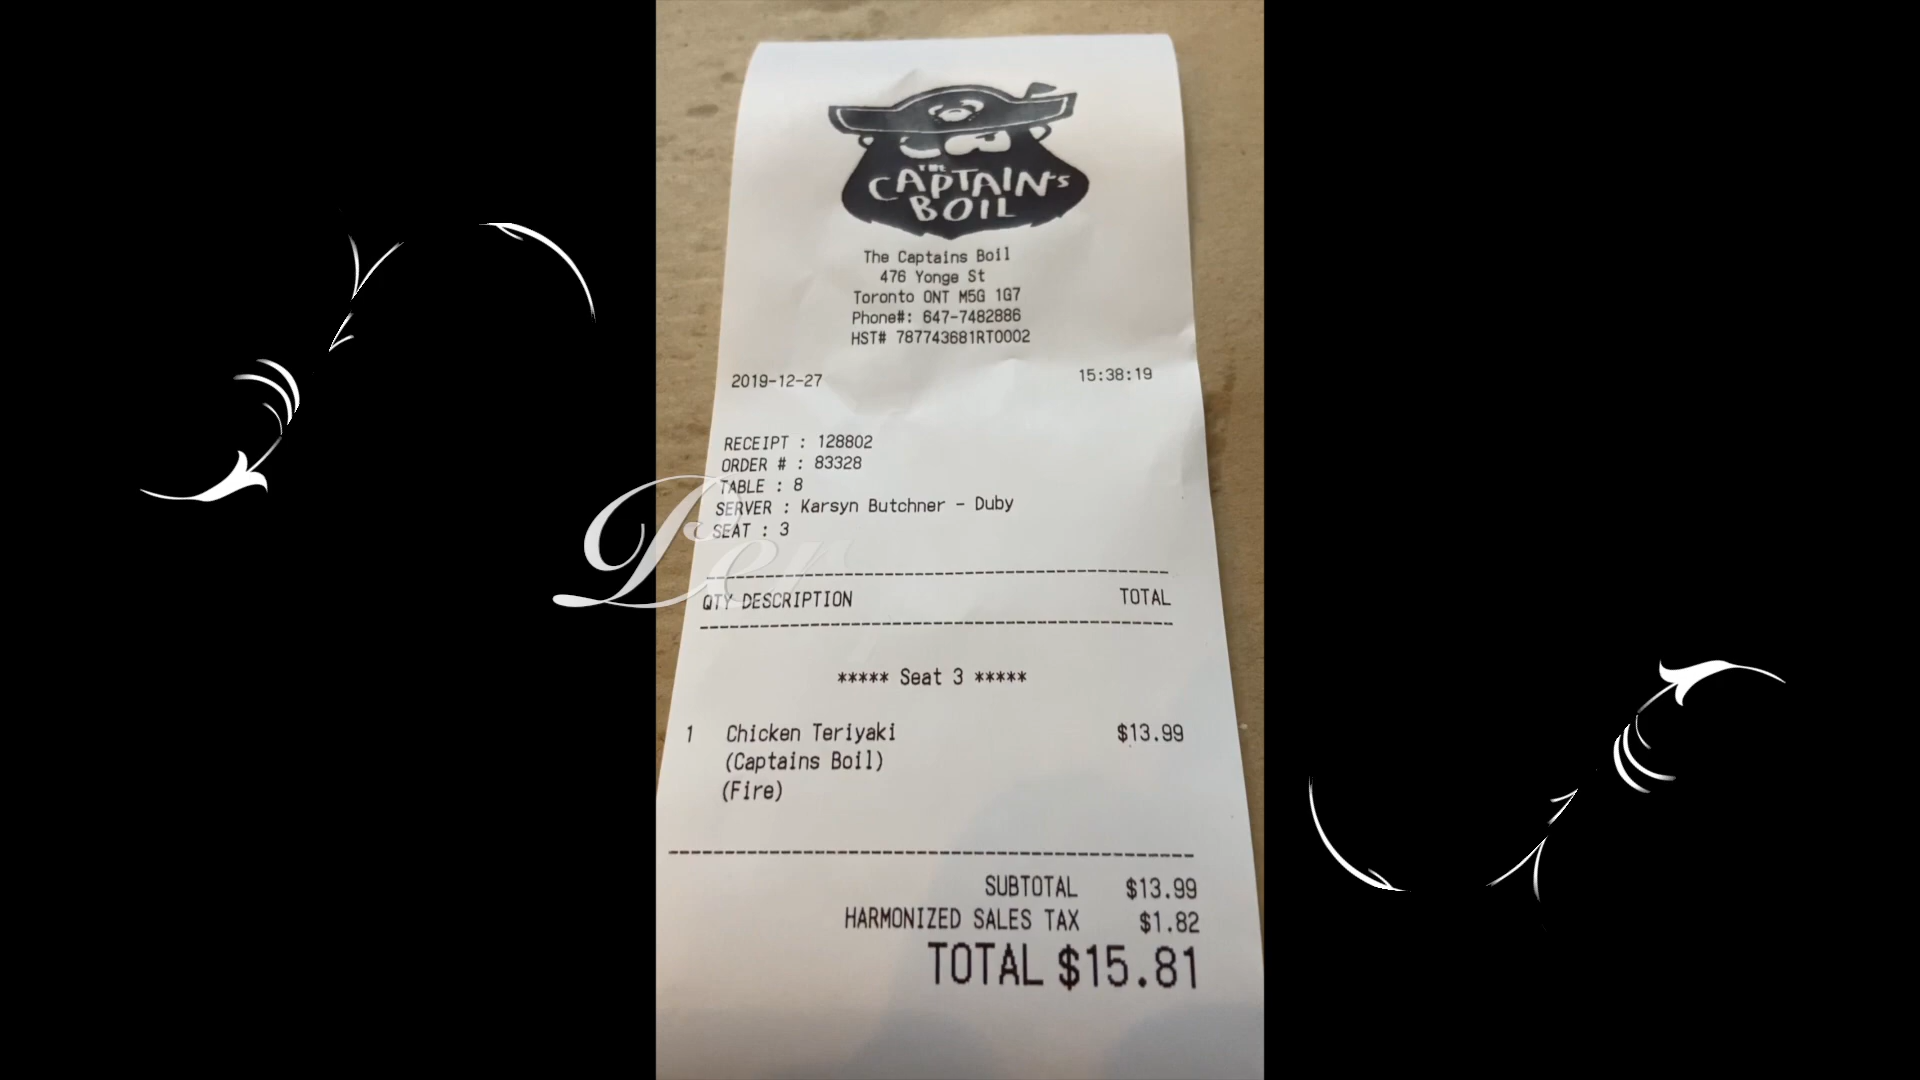 THE
CAPTAIN's
BOIL
The Captains Boil
476 Yonge St
Toronto ONT M5G 1G7
Phone#: 647-7482886
HST# 787743681RT0002
2019-12-27 15:38:19
RECEIPT : 128802
ORDER # : 83328
TABLE : 8
SERVER : Karsyn Butchner - Duby
SEAT : 3
Per
QTY DESCRIPTION TOTAL
***** Seat 3 *****
1 Chicken Teriyaki $13.99
(Captains Boil)
(Fire)
SUBTOTAL $13.99
HARMONIZED SALES TAX $1.82
TOTAL $15.81